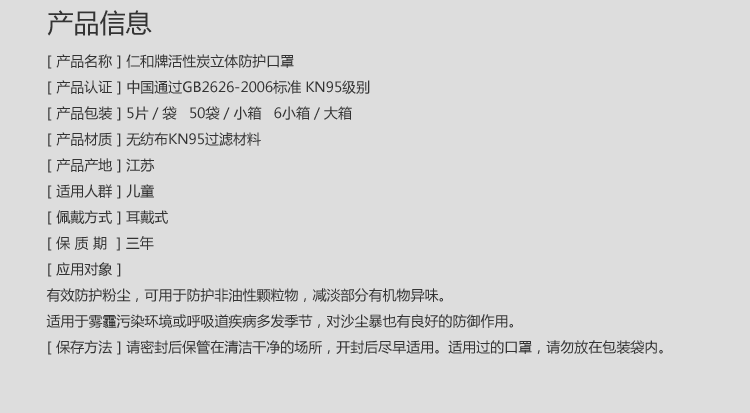 产品信息
[ 产品名称 ] 仁和牌活性炭立体防护口罩
[ 产品认证 ] 中国通过GB2626-2006标准 KN95级别
[ 产品包装 ] 5片 / 袋 50袋 / 小箱 6小箱 / 大箱
[ 产品材质 ] 无纺布KN95过滤材料
[ 产品产地 ] 江苏
[ 适用人群 ] 儿童
[ 佩戴方式 ] 耳戴式
[ 保 质 期 ] 三年
[ 应用对象 ]
有效防护粉尘，可用于防护非油性颗粒物，减淡部分有机物异味。
适用于雾霾污染环境或呼吸道疾病多发季节，对沙尘暴也有良好的防御作用。
[ 保存方法 ] 请密封后保管在清洁干净的场所，开封后尽早适用。适用过的口罩，请勿放在包装袋内。